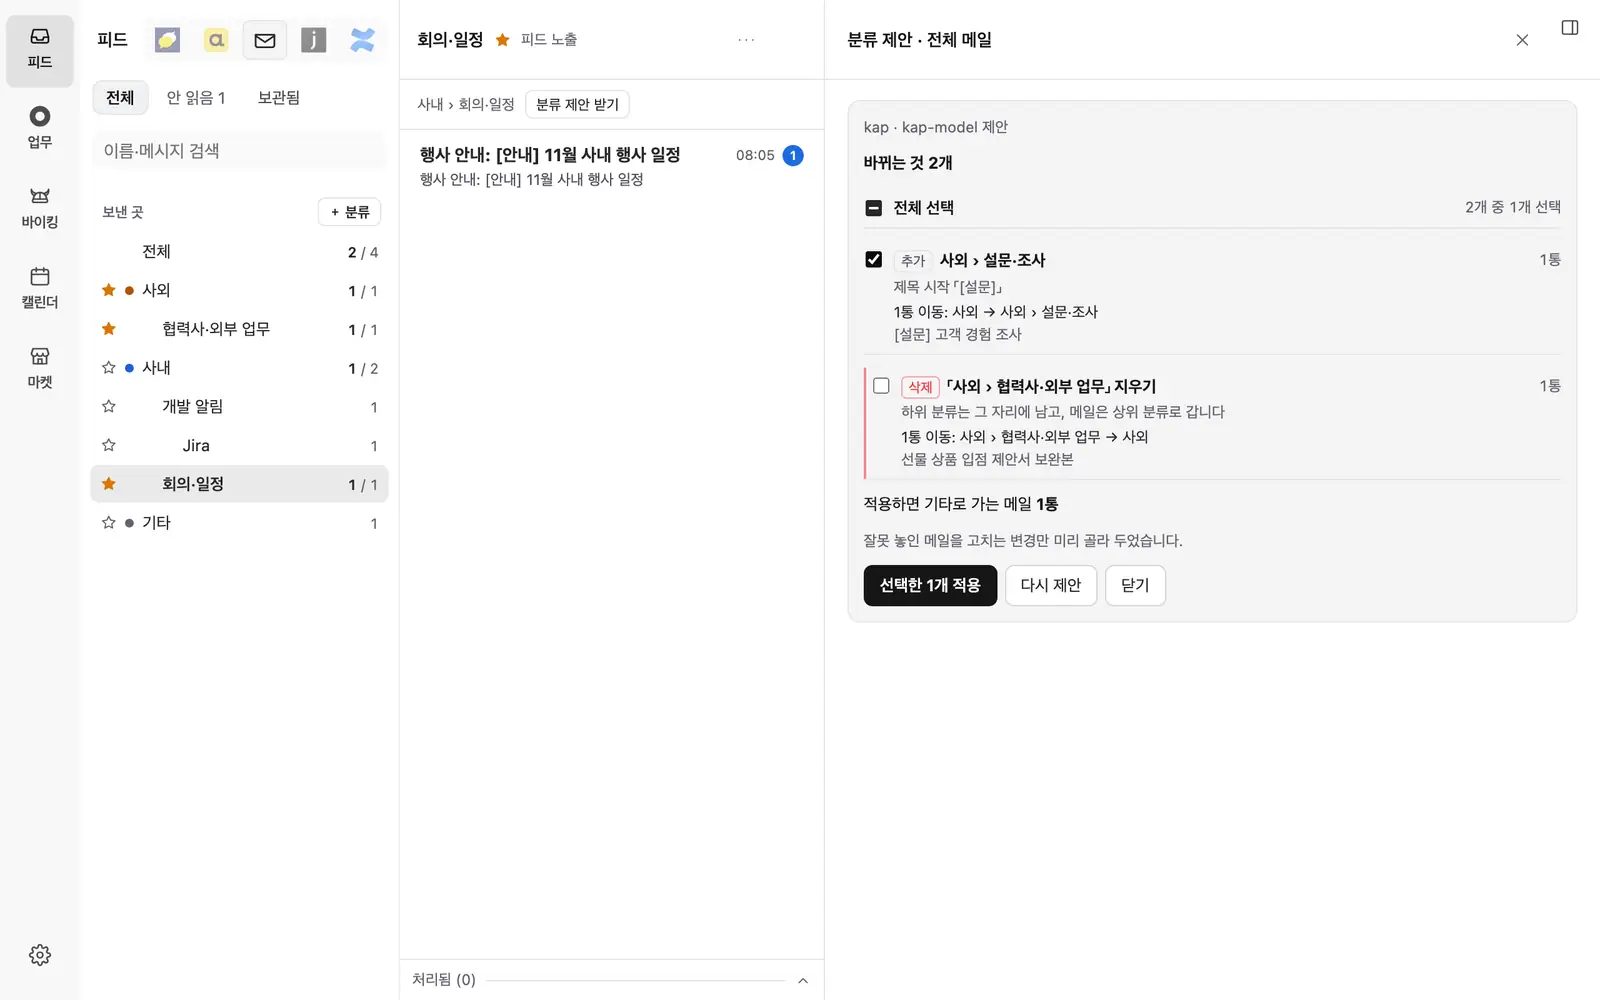 피드
업무
바이킹
캘린더
마켓
피드
a
j
전체
안 읽음 1
보관됨
이름·메시지 검색
보낸 곳
+ 분류
전체 2 / 4
사외 1 / 1
협력사·외부 업무 1 / 1
사내 1 / 2
개발 알림 1
Jira 1
회의·일정 1 / 1
기타 1
회의·일정 피드 노출 ···
사내 › 회의·일정 분류 제안 받기
행사 안내: [안내] 11월 사내 행사 일정 08:05 1
행사 안내: [안내] 11월 사내 행사 일정
처리됨 (0)
분류 제안 · 전체 메일
kap · kap-model 제안
바뀌는 것 2개
전체 선택 2개 중 1개 선택
추가 사외 › 설문·조사 1통
제목 시작 「[설문]」
1통 이동: 사외 → 사외 › 설문·조사
[설문] 고객 경험 조사
삭제 「사외 › 협력사·외부 업무」 지우기 1통
하위 분류는 그 자리에 남고, 메일은 상위 분류로 갑니다
1통 이동: 사외 › 협력사·외부 업무 → 사외
선물 상품 입점 제안서 보완본
적용하면 기타로 가는 메일 1통
잘못 놓인 메일을 고치는 변경만 미리 골라 두었습니다.
선택한 1개 적용 다시 제안 닫기